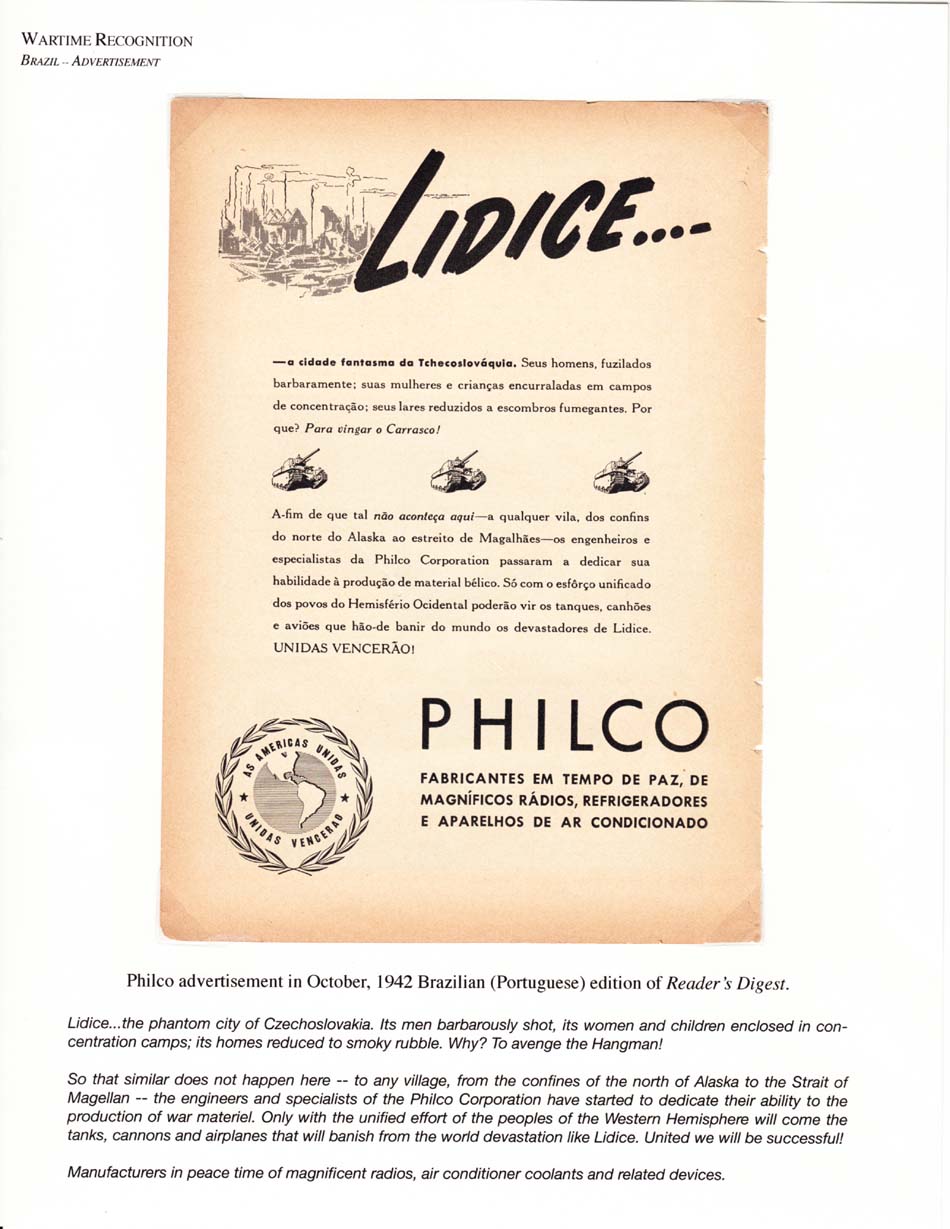 WARTIME RECOGNITION
BRAZIL -- ADVERTISEMENT
LIDICE....-
—a cidade fantasma da Tchecoslováquia. Seus homens, fuzilados
barbaramente; suas mulheres e crianças encurraladas em campos
de concentração; seus lares reduzidos a escombros fumegantes. Por
que? Para vingar o Carrasco!
A-fim de que tal não aconteça aqui—a qualquer vila, dos confins
do norte do Alaska ao estreito de Magalhães—os engenheiros e
especialistas da Philco Corporation passaram a dedicar sua
habilidade à produção de material bélico. Só com o esfôrço unificado
dos povos do Hemisfério Ocidental poderão vir os tanques, canhões
e aviões que hão-de banir do mundo os devastadores de Lidice.
UNIDAS VENCERÃO!
AS AMERICAS UNIDAS
UNIDAS VENCERAO
PHILCO
FABRICANTES EM TEMPO DE PAZ, DE
MAGNÍFICOS RÁDIOS, REFRIGERADORES
E APARELHOS DE AR CONDICIONADO
Philco advertisement in October, 1942 Brazilian (Portuguese) edition of Reader's Digest.
Lidice...the phantom city of Czechoslovakia. Its men barbarously shot, its women and children enclosed in con-
centration camps; its homes reduced to smoky rubble. Why? To avenge the Hangman!
So that similar does not happen here -- to any village, from the confines of the north of Alaska to the Strait of
Magellan -- the engineers and specialists of the Philco Corporation have started to dedicate their ability to the
production of war materiel. Only with the unified effort of the peoples of the Western Hemisphere will come the
tanks, cannons and airplanes that will banish from the world devastation like Lidice. United we will be successful!
Manufacturers in peace time of magnificent radios, air conditioner coolants and related devices.